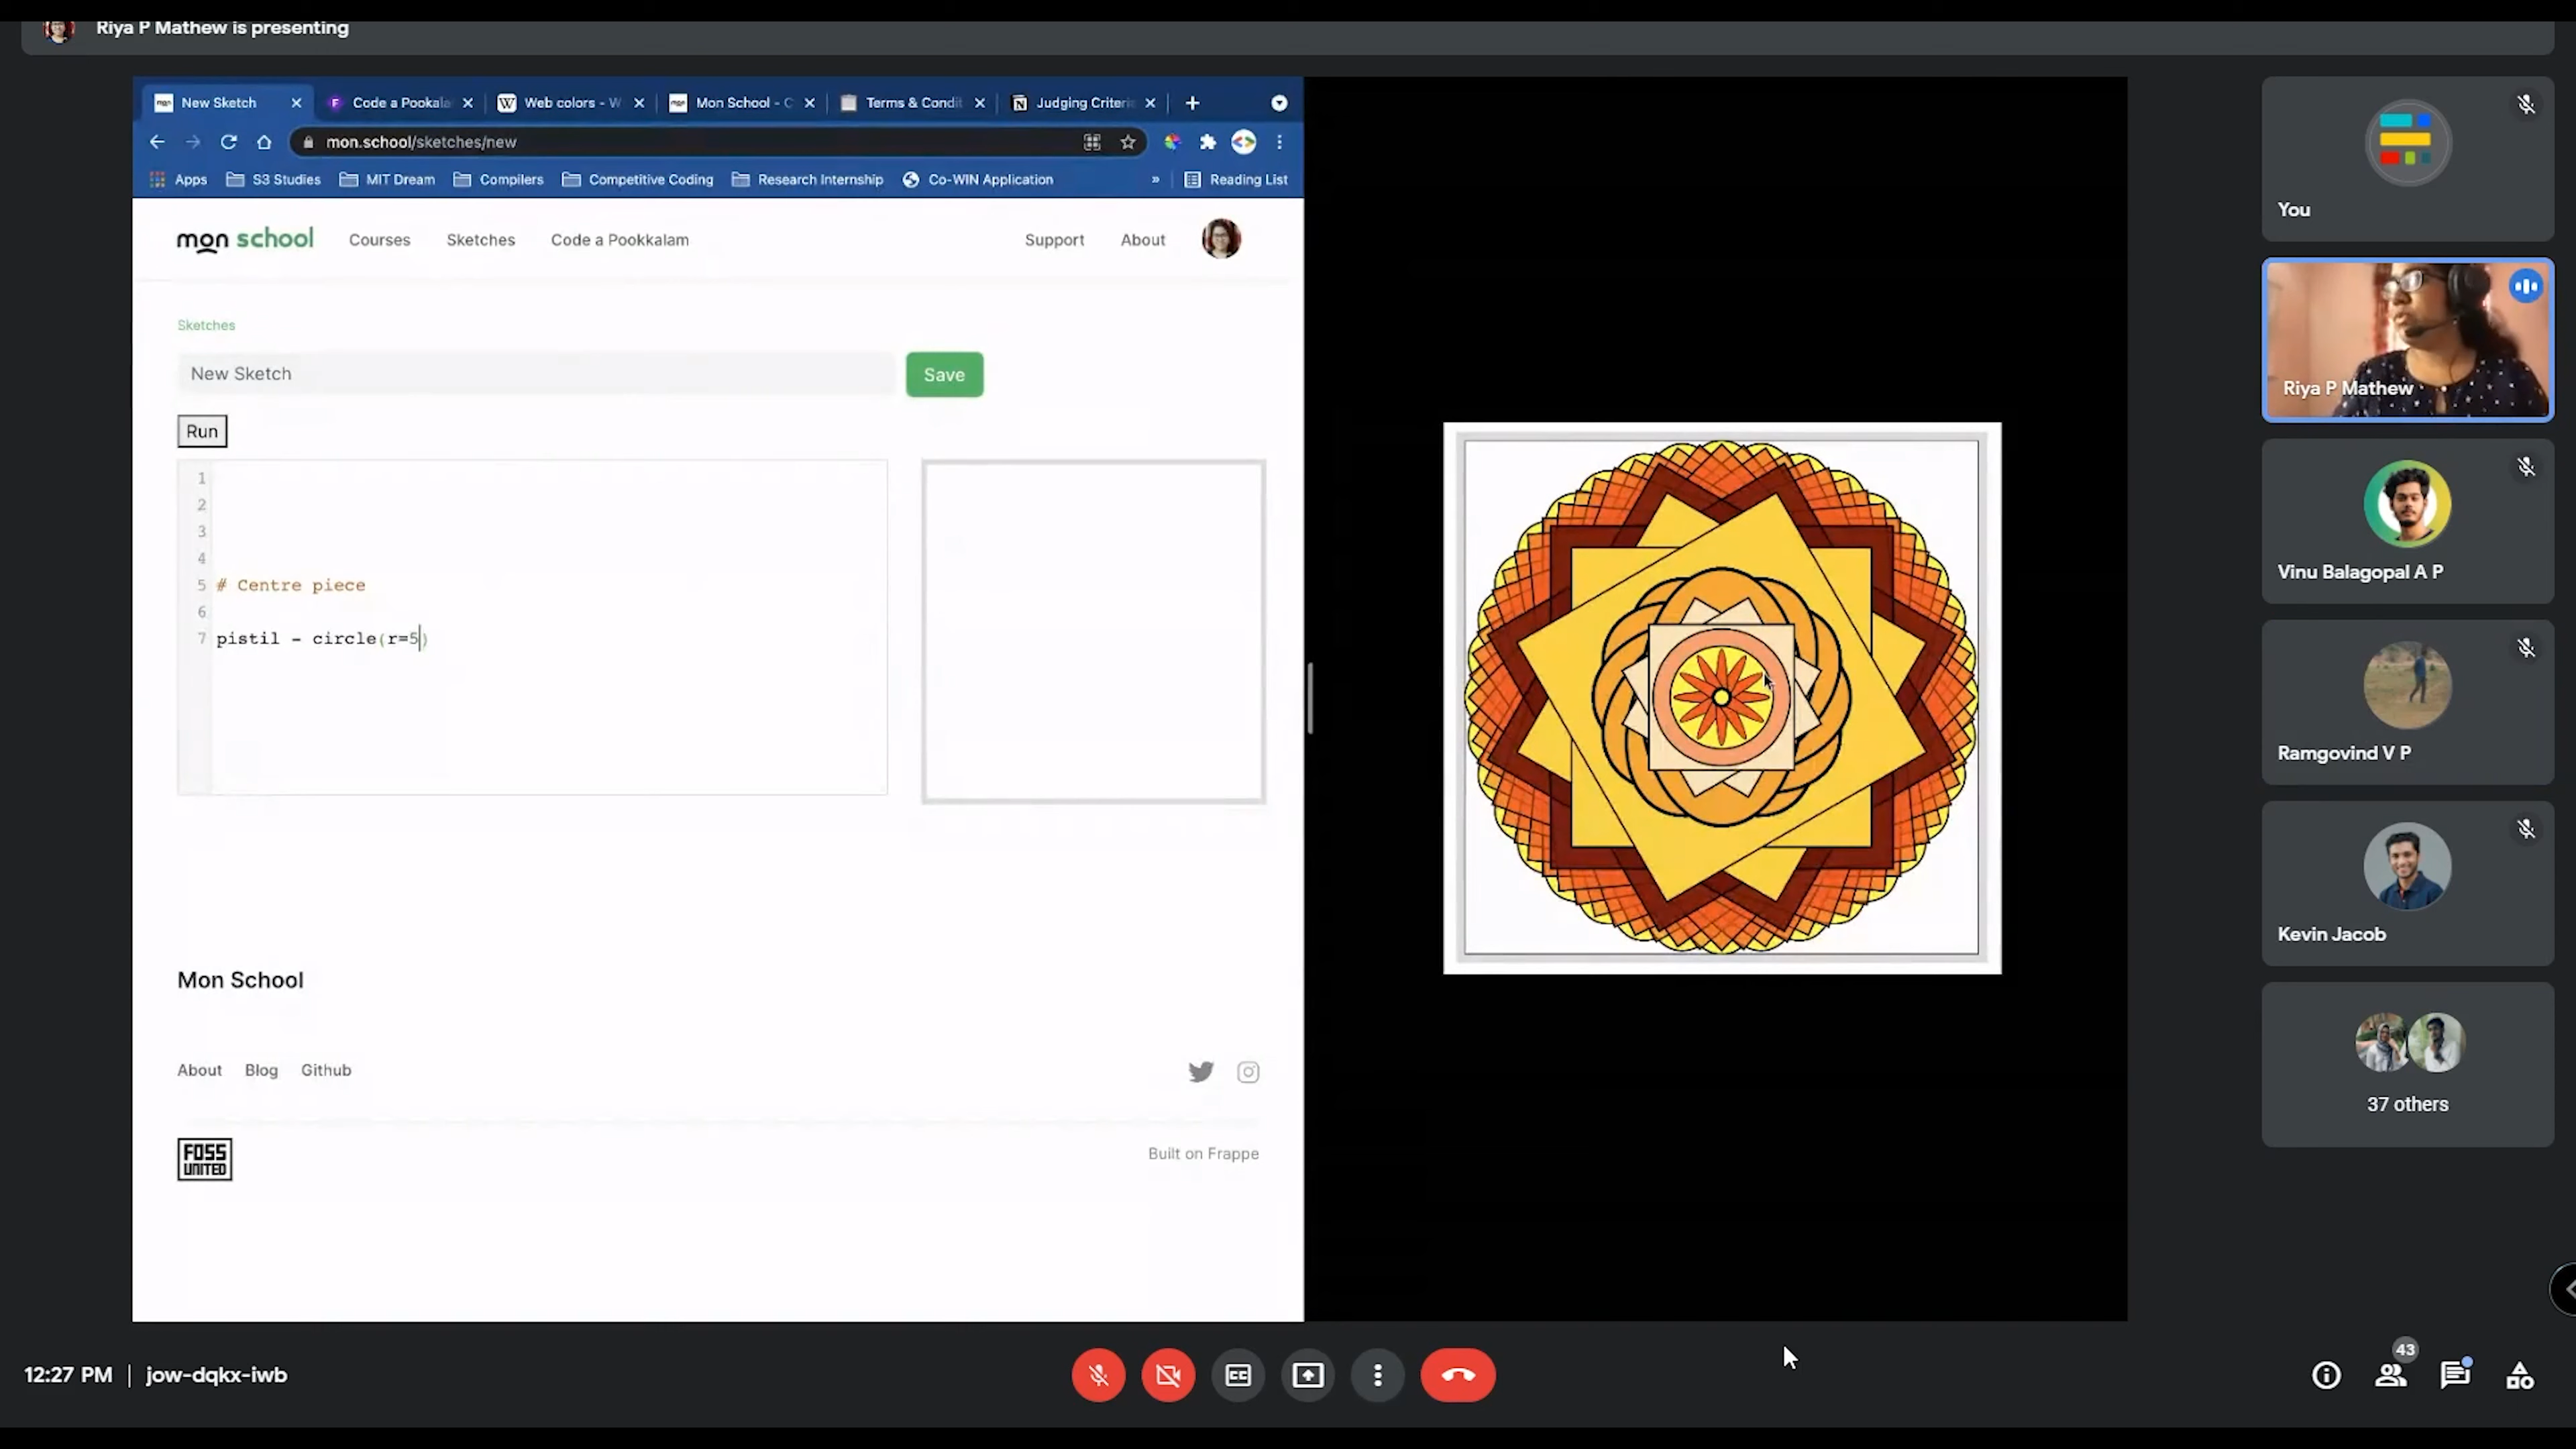 Riya P Mathew is presenting
New Sketch
Code a Pookala
Web colors - W
Mon School - C
Terms & Condit
Judging Criteri
mon.school/sketches/new
Apps
S3 Studies
MIT Dream
Compilers
Competitive Coding
Research Internship
Co-WIN Application
»
Reading List
mon school
Courses
Sketches
Code a Pookkalam
Support
About
Sketches
New Sketch
Save
Run
1
2
3
4
5 # Centre piece
6
7 pistil - circle(r=5)
Mon School
About
Blog
Github
FOSS
UNITED
Built on Frappe
You
Riya P Mathew
Vinu Balagopal A P
Ramgovind V P
Kevin Jacob
37 others
12:27 PM | jow-dqkx-iwb
CC
43